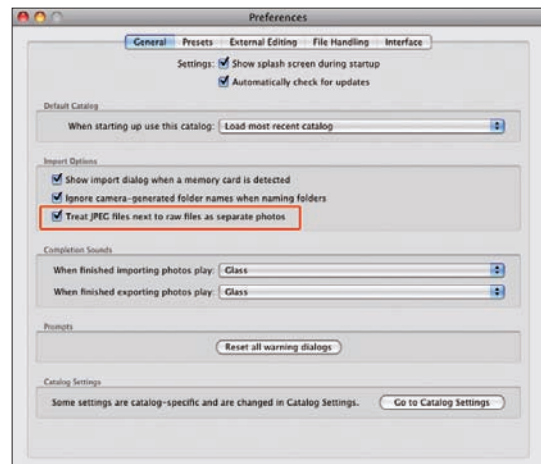 Preferences
General Presets External Editing File Handling Interface
Settings: Show splash screen during startup
Automatically check for updates
Default Catalog
When starting up use this catalog: Load most recent catalog
Import Options
Show import dialog when a memory card is detected
Ignore camera-generated folder names when naming folders
Treat JPEG files next to raw files as separate photos
Completion Sounds
When finished importing photos play: Glass
When finished exporting photos play: Glass
Prompts
Reset all warning dialogs
Catalog Settings
Some settings are catalog-specific and are changed in Catalog Settings. Go to Catalog Settings